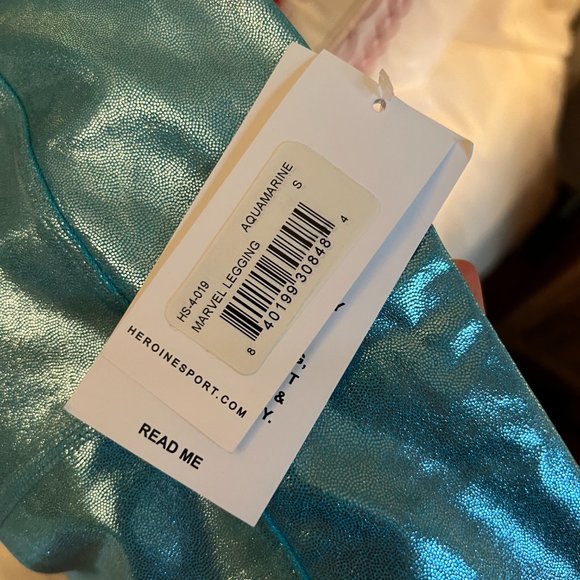 HS-4-019
MARVEL LEGGING AQUAMARINE
S
8 40199 30848 4
HEROINESPORT.COM
READ ME
T &
Y.